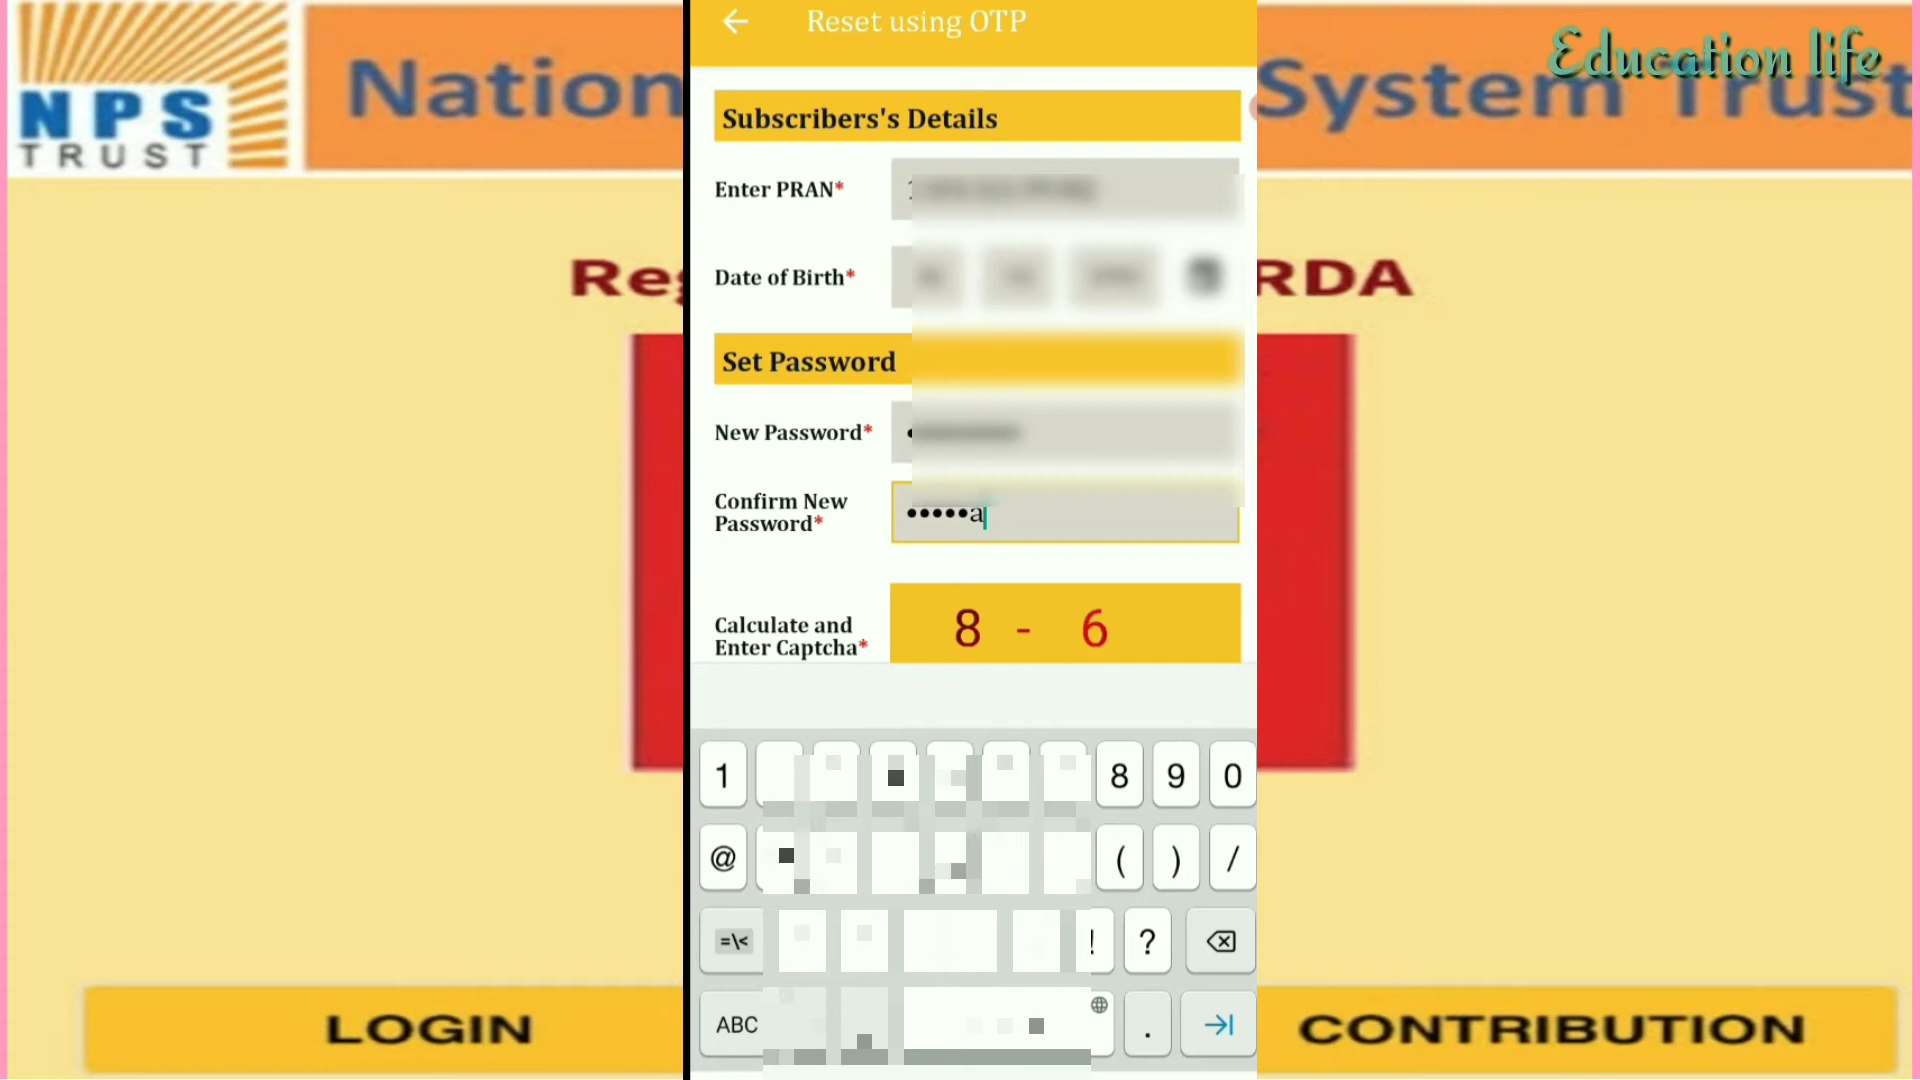 Reset using OTP
Education life
NPS
TRUST
Nation System Trust
Subscribers's Details
Enter PRAN*
Date of Birth*
Reg RDA
Set Password
New Password*
Confirm New
Password*
•••••a
Calculate and
Enter Captcha*
8 - 6
1 8 9 0
@ ( ) /
=\< ! ?
ABC .
LOGIN
CONTRIBUTION